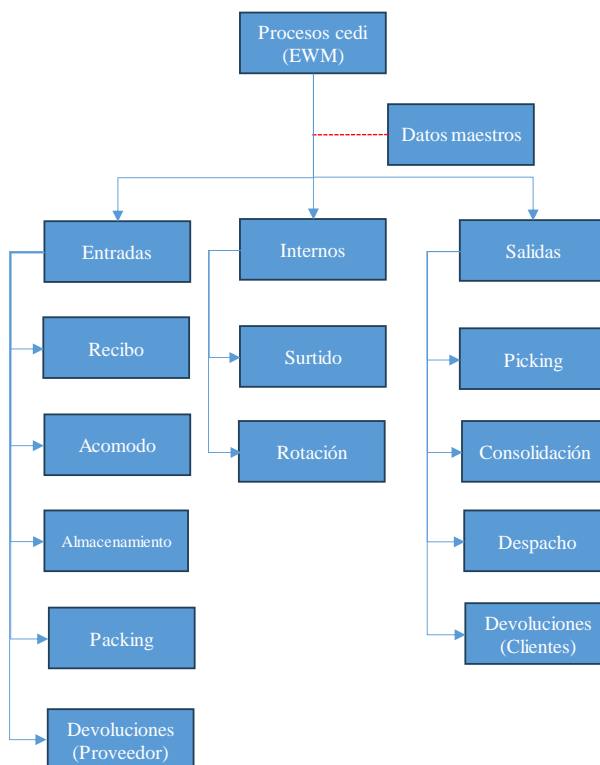 Procesos cedi
(EWM)
Datos maestros
Entradas
Internos
Salidas
Recibo
Surtido
Picking
Acomodo
Rotación
Consolidación
Almacenamiento
Despacho
Packing
Devoluciones
(Clientes)
Devoluciones
(Proveedor)